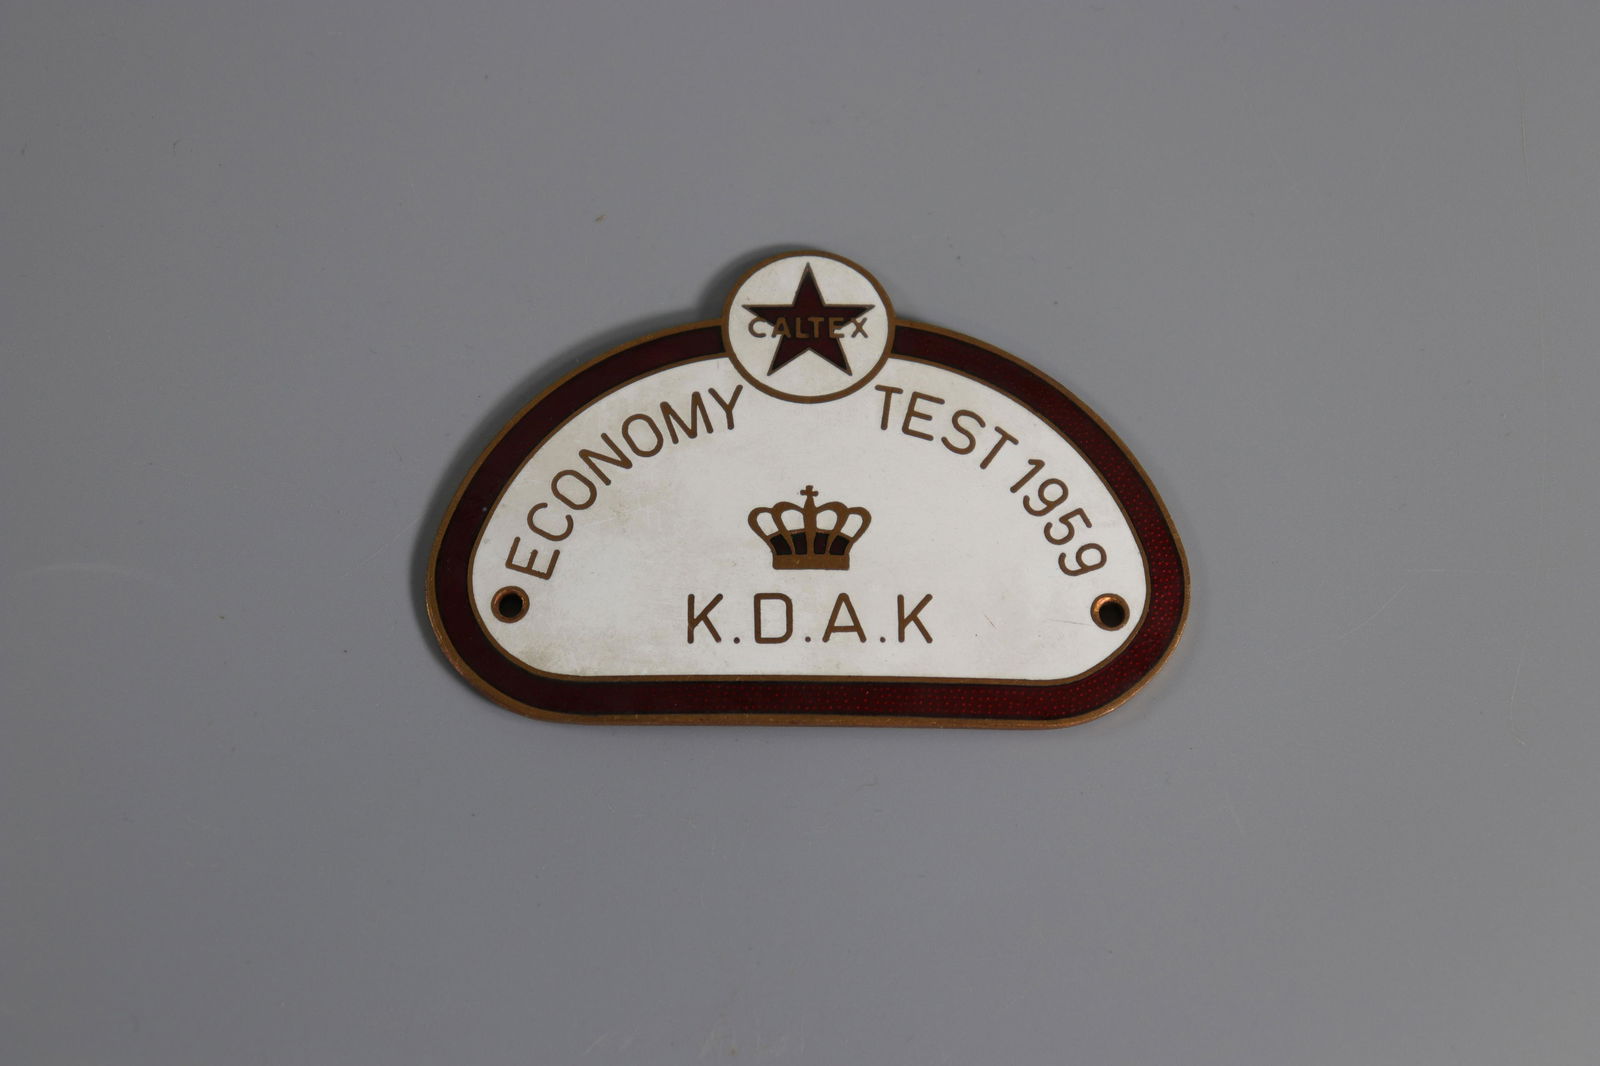 CALTEX
ECONOMY TEST 1959
K.D.A.K